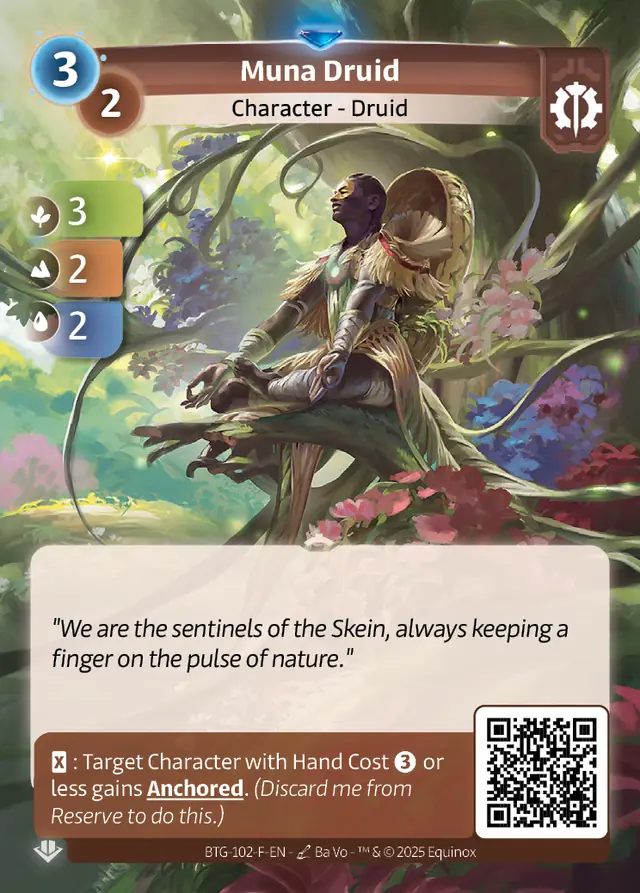 3
Muna Druid
2
Character - Druid
3
2
2
"We are the sentinels of the Skein, always keeping a
finger on the pulse of nature."
X : Target Character with Hand Cost 3 or
less gains Anchored. (Discard me from
Reserve to do this.)
BTG-102-F-EN - Ba Vo - ™ & © 2025 Equinox